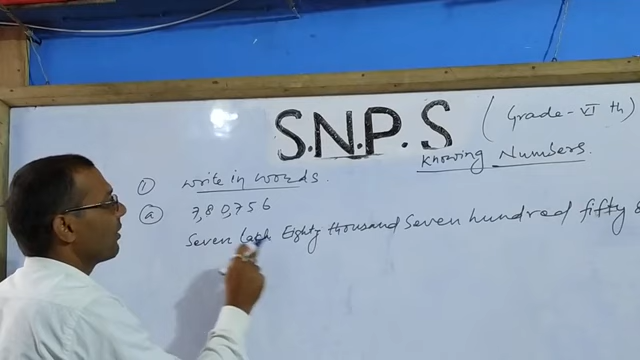 S.N.P.S
(Grade-VI th)
Knowing Numbers.
① Write in words.
ⓐ 7,80,756
Seven Lakh Eighty thousand Seven hundred fifty